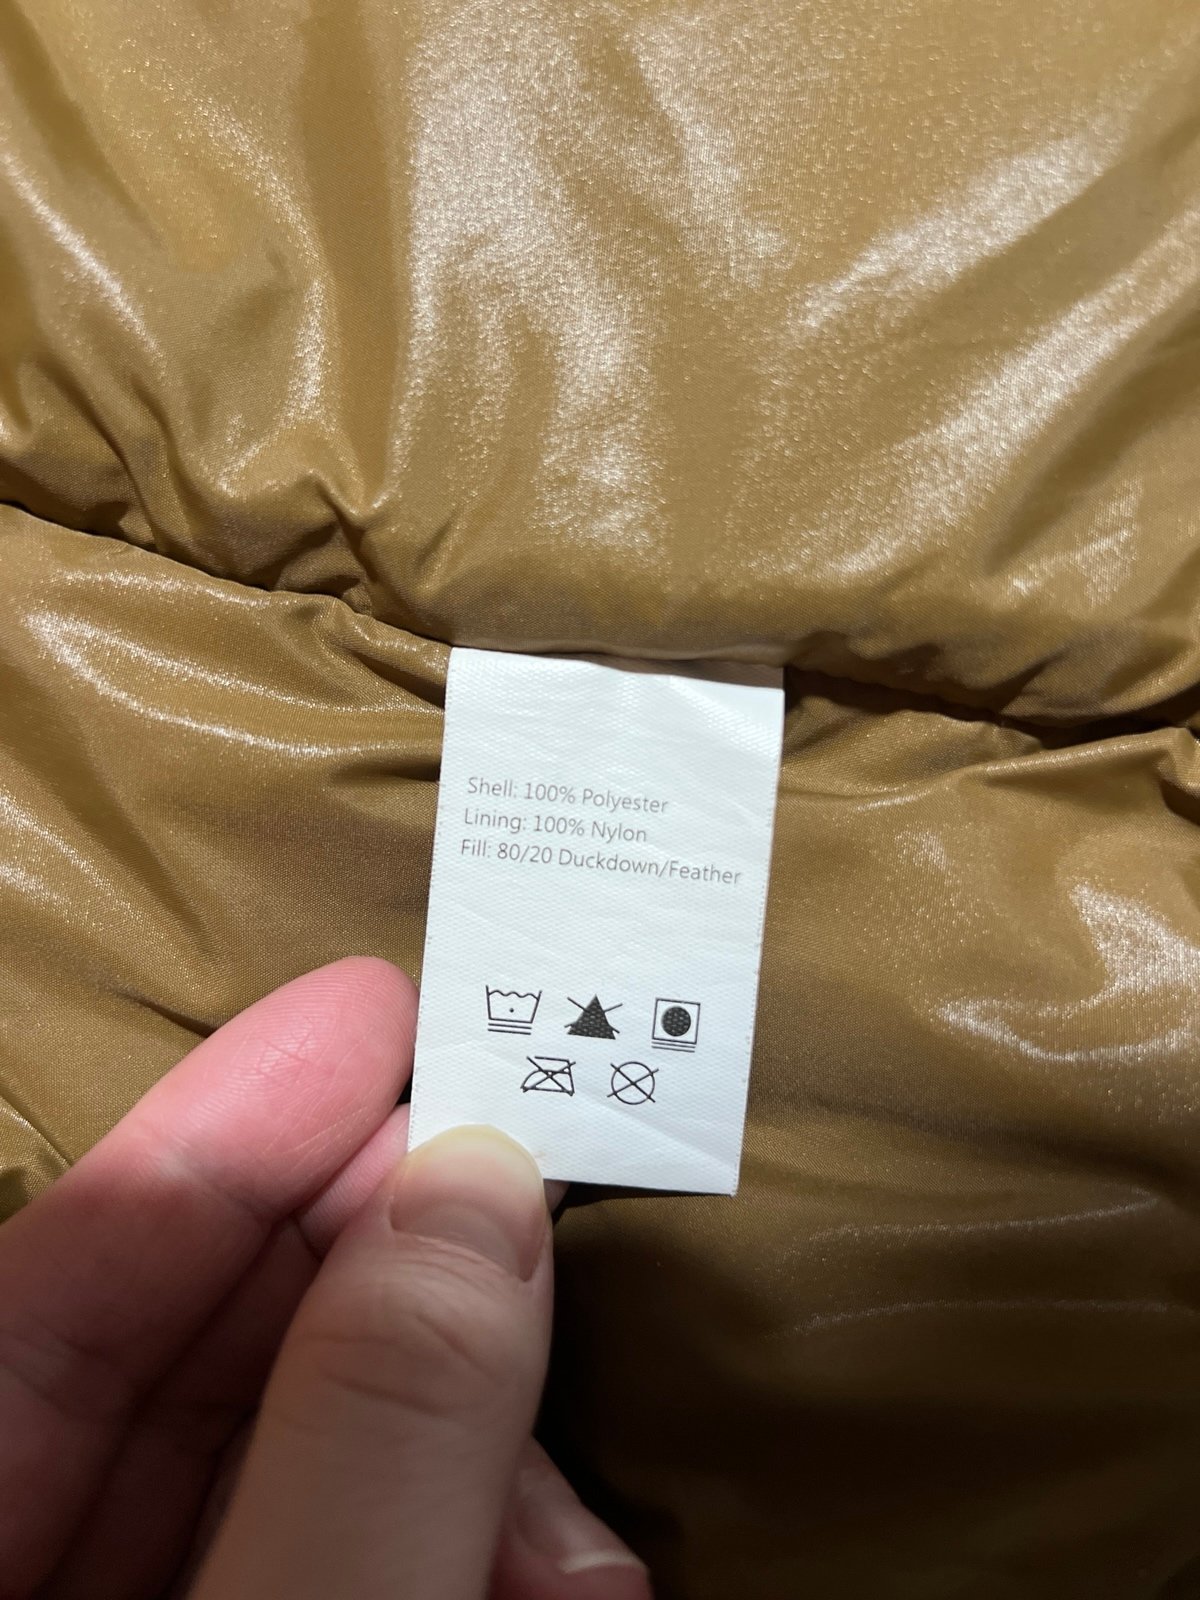 Shell: 100% Polyester
Lining: 100% Nylon
Fill: 80/20 Duckdown/Feather